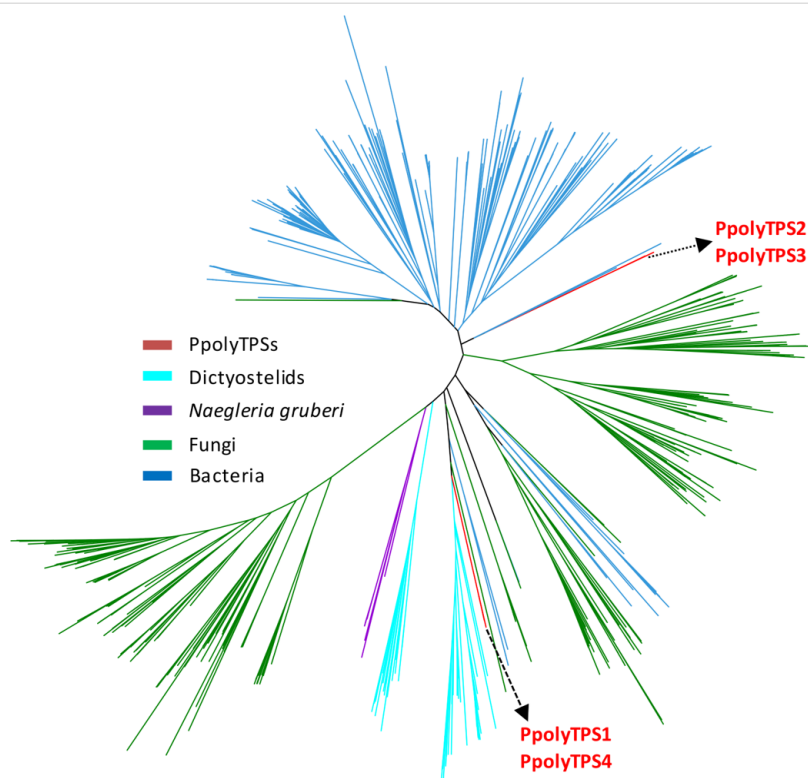 PpolyTPS2
PpolyTPS3
PpolyTPSs
Dictyostelids
Naegleria gruberi
Fungi
Bacteria
PpolyTPS1
PpolyTPS4